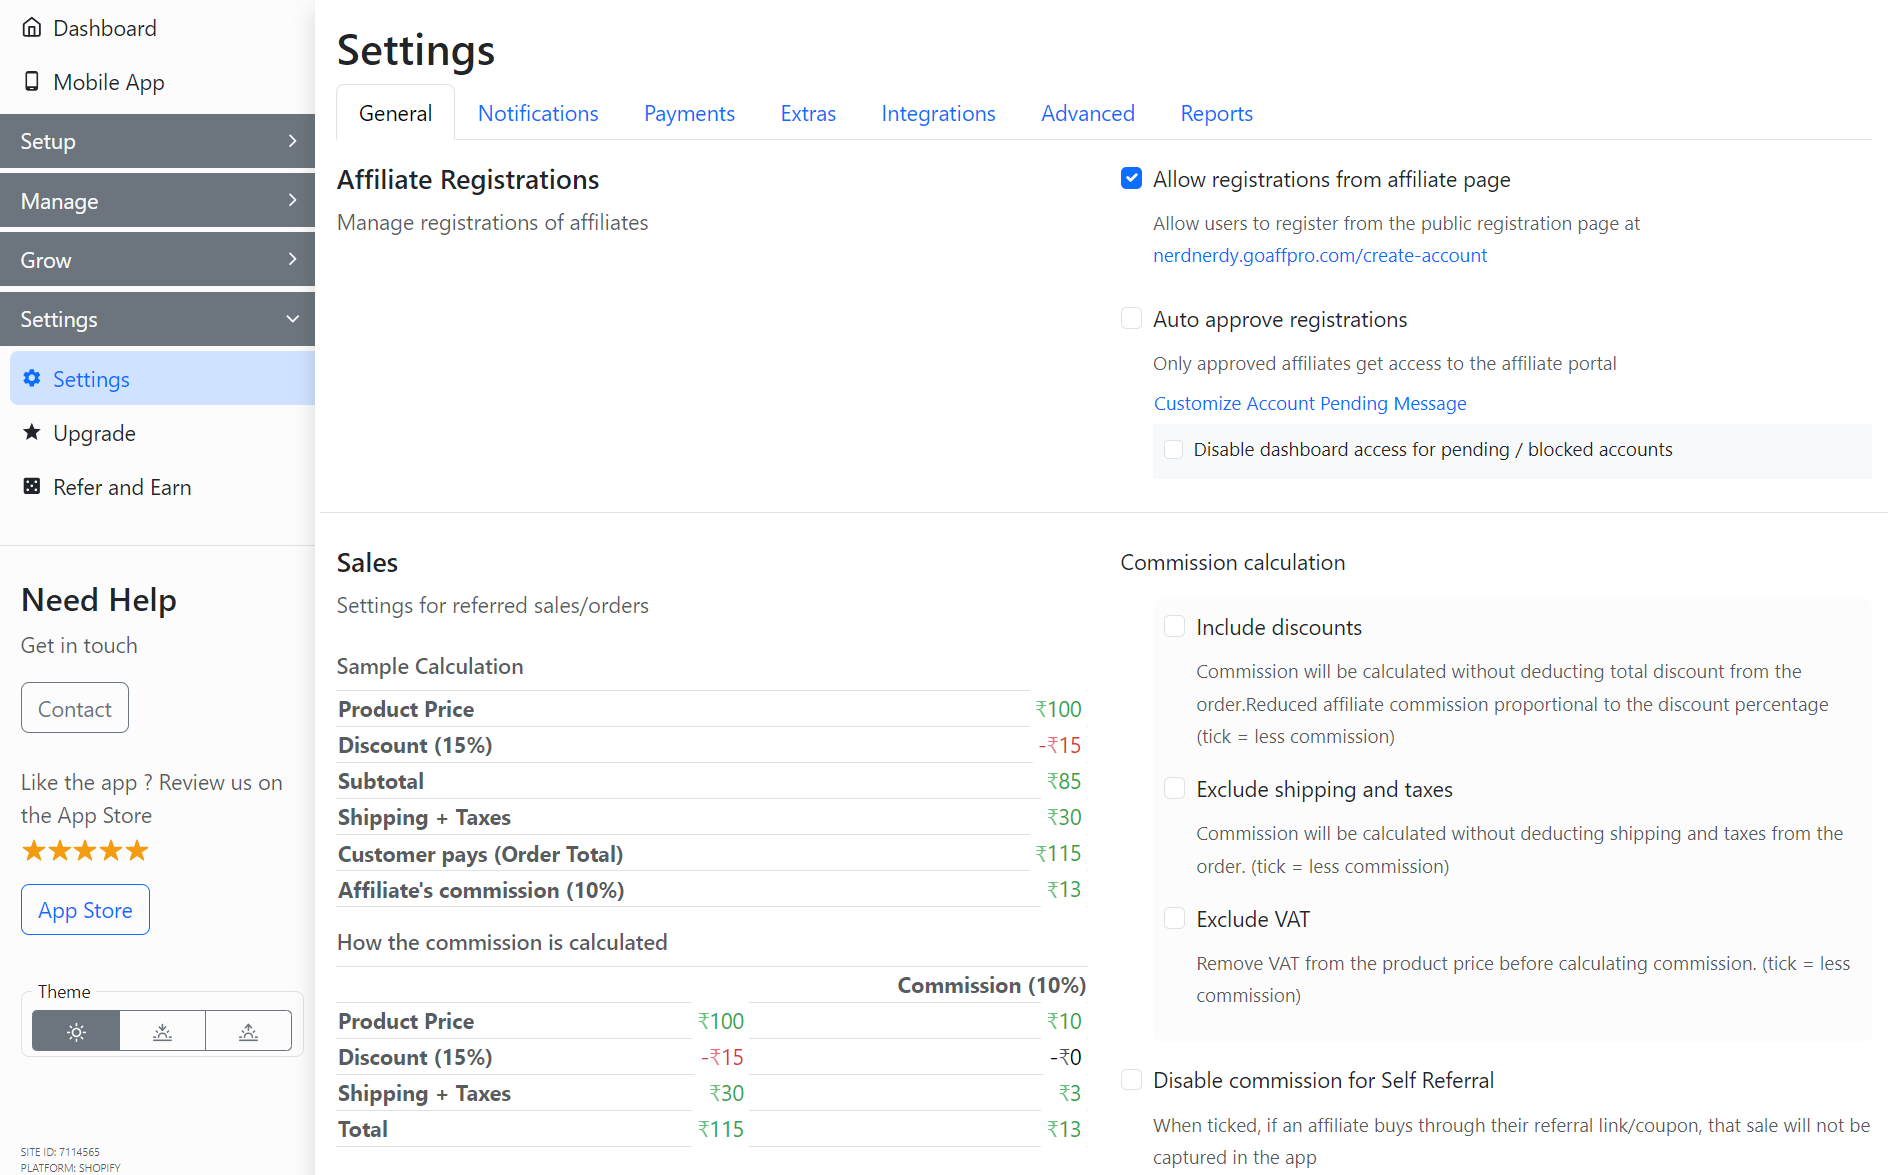 Dashboard
Mobile App
Setup
Manage
Grow
Settings
Settings
Upgrade
Refer and Earn
Need Help
Get in touch
Contact
Like the app ? Review us on
the App Store
App Store
Theme
SITE ID: 7114565
PLATFORM: SHOPIFY
Settings
General Notifications Payments Extras Integrations Advanced Reports
Affiliate Registrations
Manage registrations of affiliates
Allow registrations from affiliate page
Allow users to register from the public registration page at
nerdnerdy.goaffpro.com/create-account
Auto approve registrations
Only approved affiliates get access to the affiliate portal
Customize Account Pending Message
Disable dashboard access for pending / blocked accounts
Sales
Settings for referred sales/orders
Sample Calculation
Product Price ₹100
Discount (15%) -₹15
Subtotal ₹85
Shipping + Taxes ₹30
Customer pays (Order Total) ₹115
Affiliate's commission (10%) ₹13
How the commission is calculated
Commission (10%)
Product Price ₹100 ₹10
Discount (15%) -₹15 -₹0
Shipping + Taxes ₹30 ₹3
Total ₹115 ₹13
Commission calculation
Include discounts
Commission will be calculated without deducting total discount from the
order.Reduced affiliate commission proportional to the discount percentage
(tick = less commission)
Exclude shipping and taxes
Commission will be calculated without deducting shipping and taxes from the
order. (tick = less commission)
Exclude VAT
Remove VAT from the product price before calculating commission. (tick = less
commission)
Disable commission for Self Referral
When ticked, if an affiliate buys through their referral link/coupon, that sale will not be
captured in the app